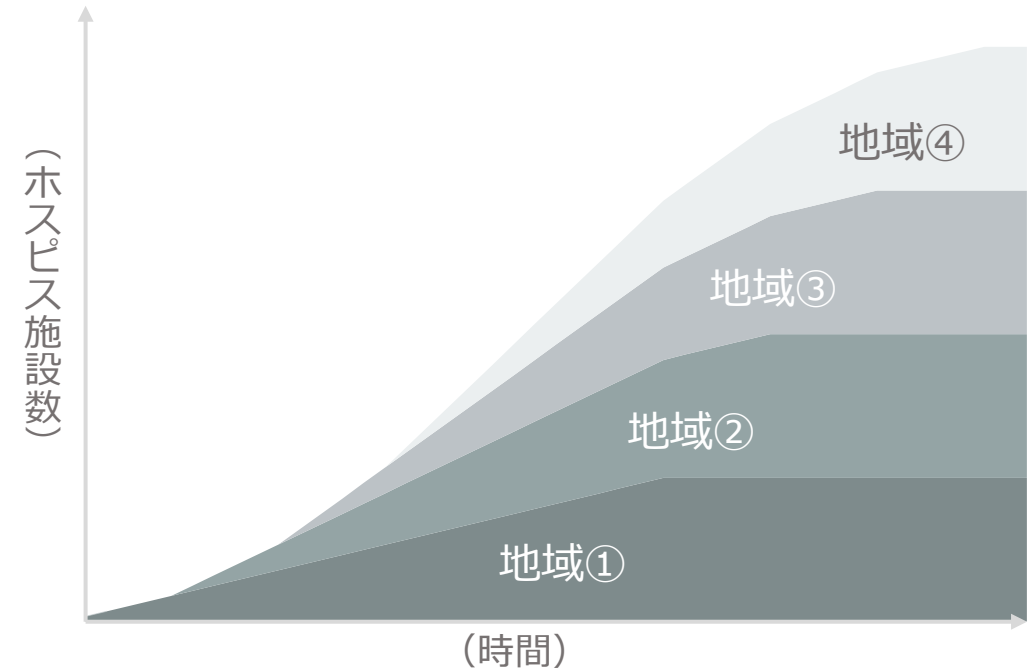 （ホスピス施設数）
地域④
地域③
地域②
地域①
（時間）